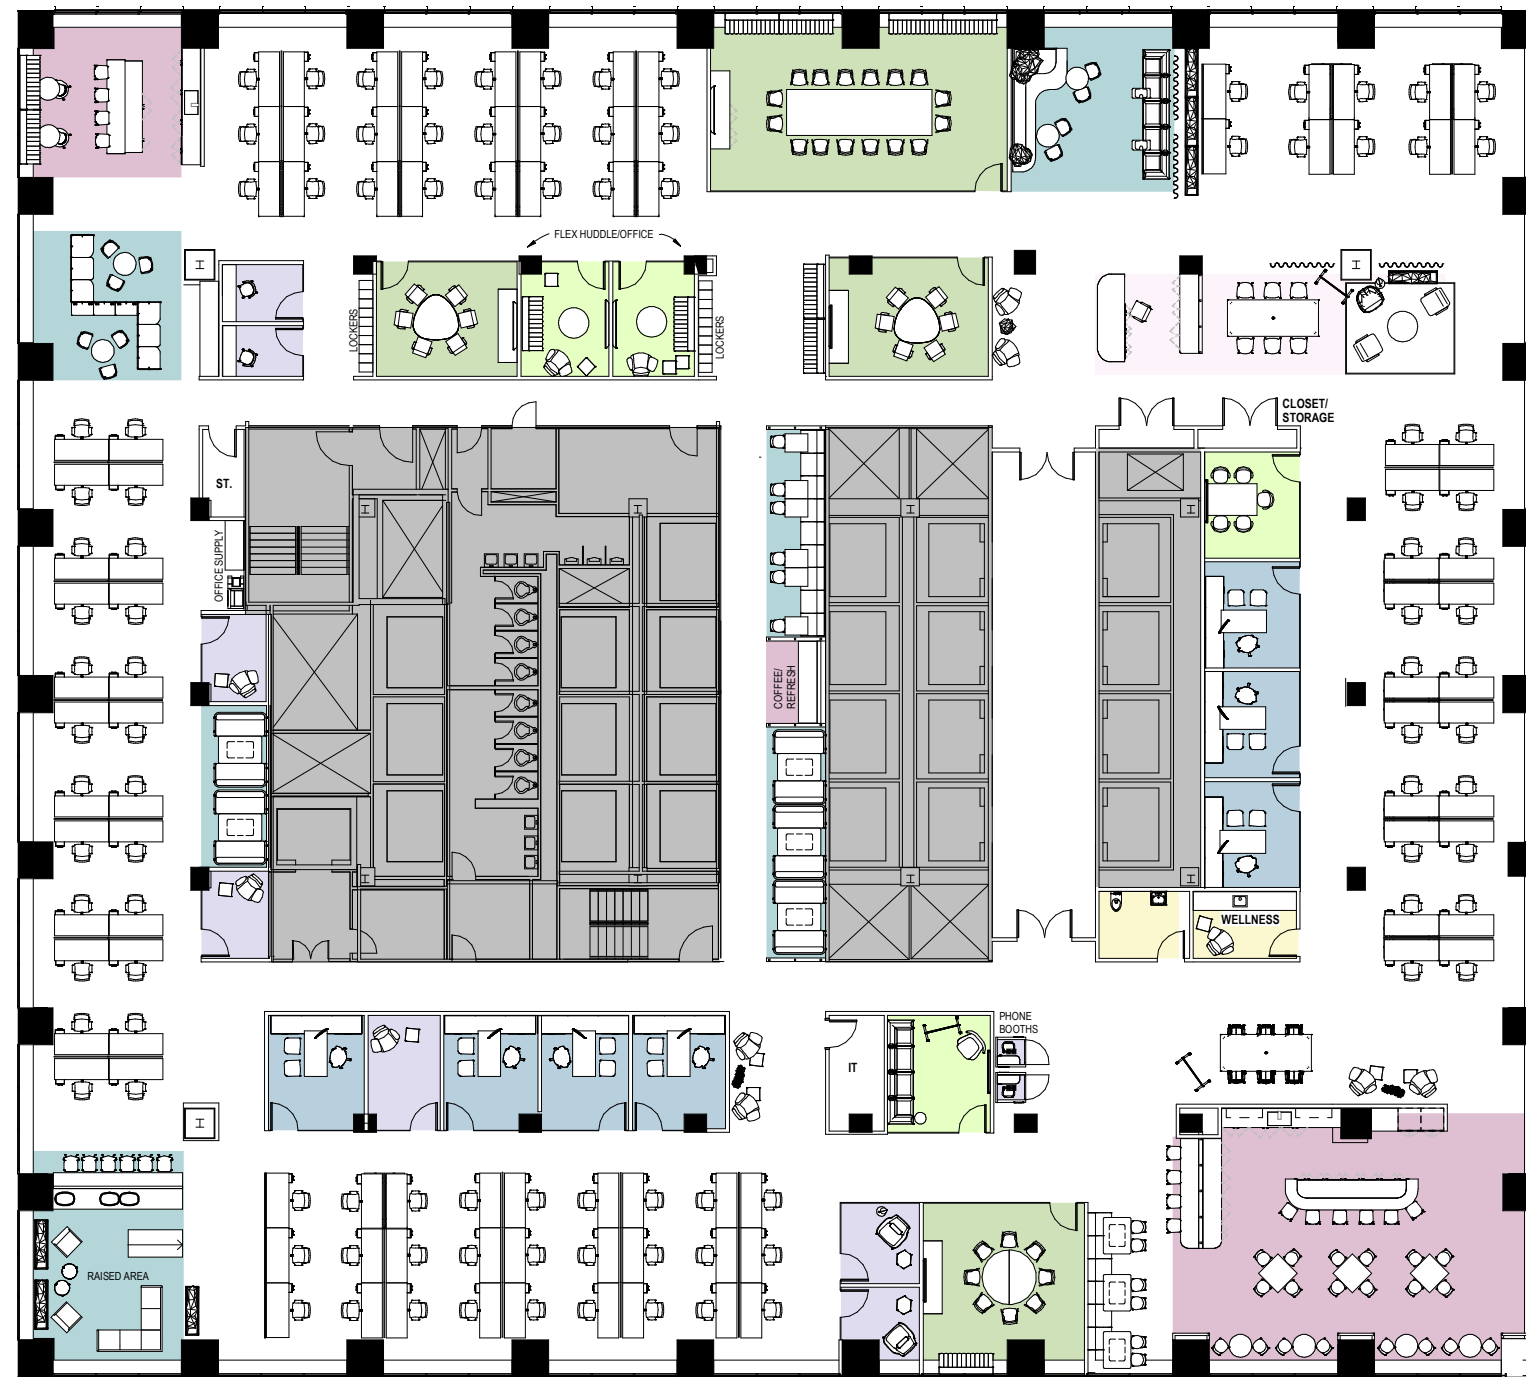 FLEX HUDDLE/OFFICE
H
H
LOCKERS
LOCKERS
CLOSET/
STORAGE
ST.
H
H
H
H
OFFICE SUPPLY
COFFEE/
REFRESH
H
H
H
H
WELLNESS
PHONE
BOOTHS
IT
H
RAISED AREA